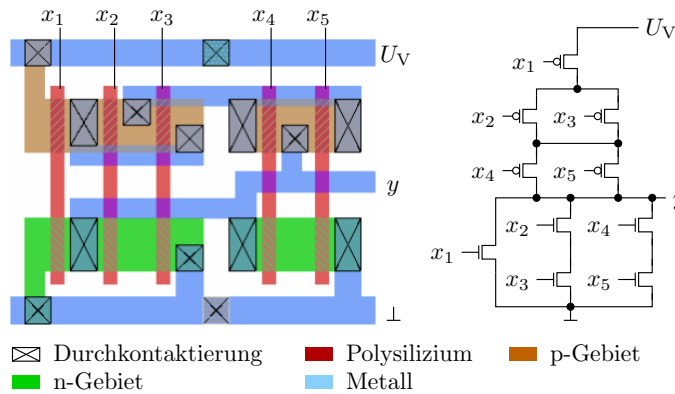 x1 x2 x3 x4 x5
UV
y
⊥
UV
x1
x2 x3
x4 x5
x2 x4
x1
x3 x5
Durchkontaktierung Polysilizium p-Gebiet
n-Gebiet Metall